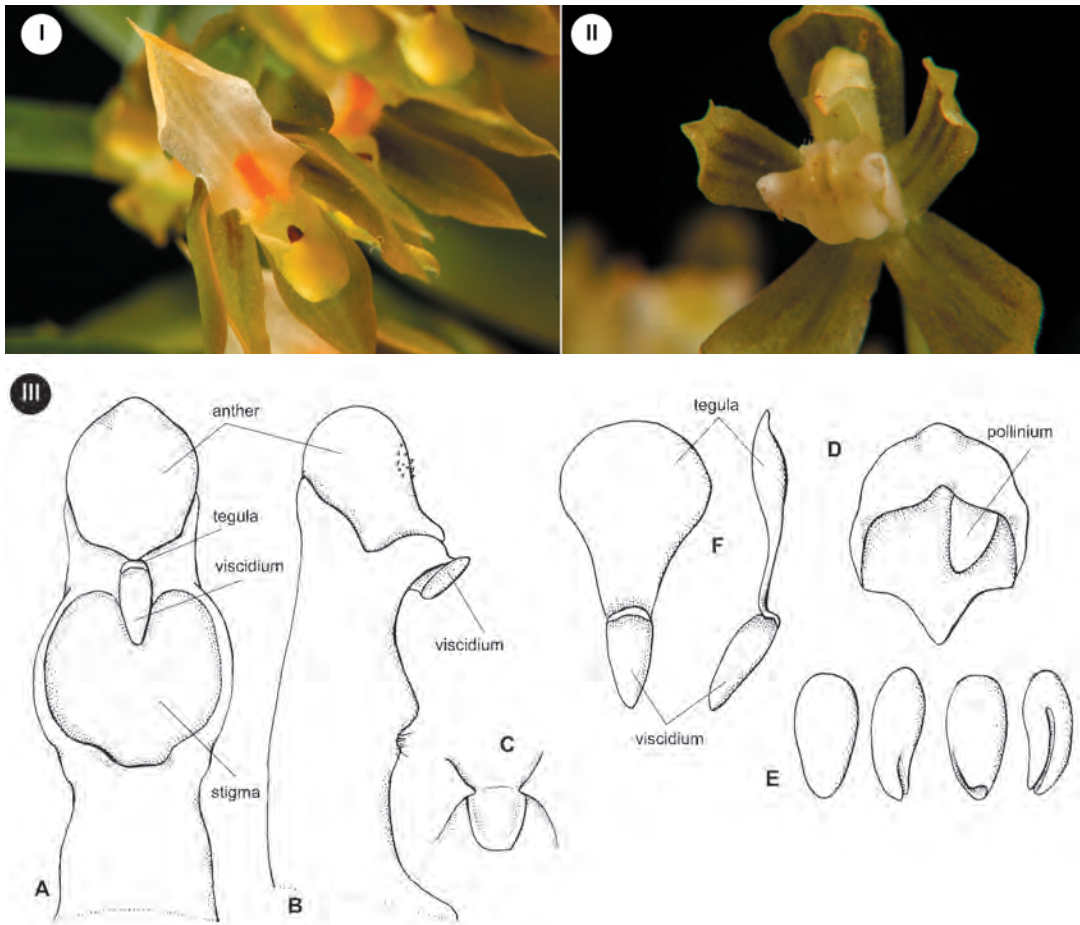 I
II
III
anther
tegula
viscidium
stigma
A
viscidium
B
C
tegula
viscidium
F
D
pollinium
E